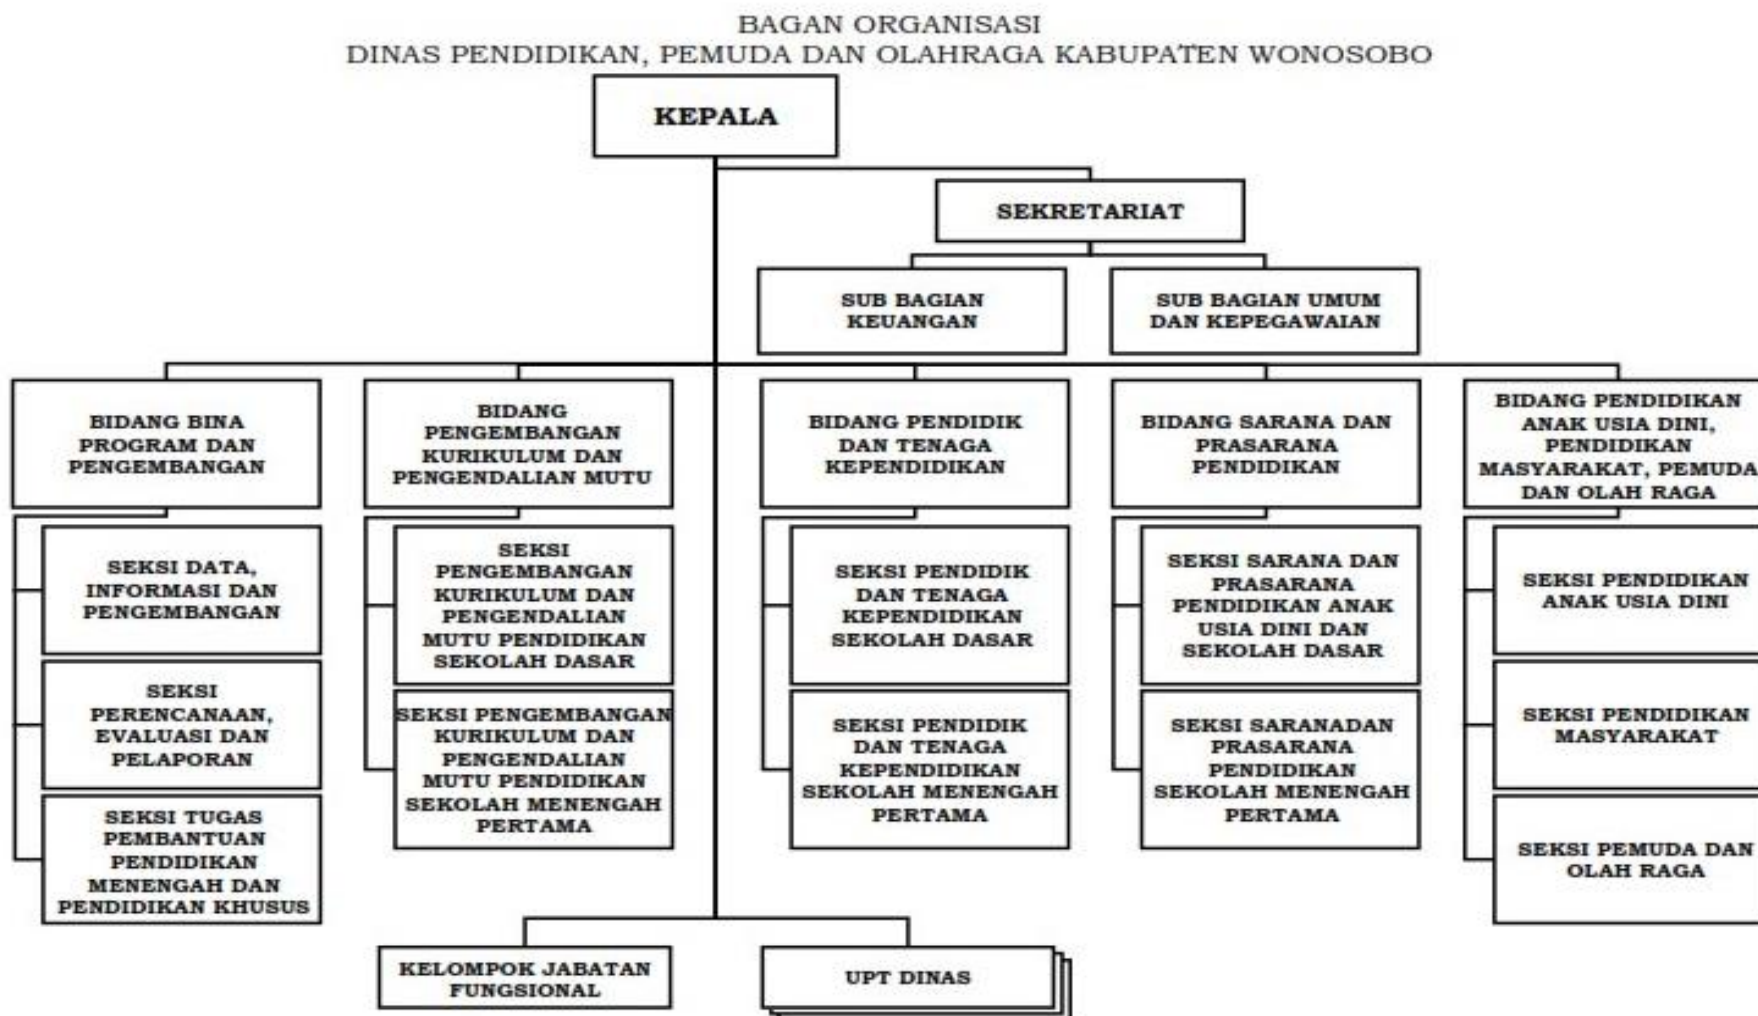 BAGAN ORGANISASI
DINAS PENDIDIKAN, PEMUDA DAN OLAHRAGA KABUPATEN WONOSOBO
KEPALA
SEKRETARIAT
SUB BAGIAN
KEUANGAN
SUB BAGIAN UMUM
DAN KEPEGAWAIAN
BIDANG BINA
PROGRAM DAN
PENGEMBANGAN
BIDANG
PENGEMBANGAN
KURIKULUM DAN
PENGENDALIAN MUTU
BIDANG PENDIDIK
DAN TENAGA
KEPENDIDIKAN
BIDANG SARANA DAN
PRASARANA
PENDIDIKAN
BIDANG PENDIDIKAN
ANAK USIA DINI,
PENDIDIKAN
MASYARAKAT, PEMUDA
DAN OLAH RAGA
SEKSI DATA,
INFORMASI DAN
PENGEMBANGAN
SEKSI
PERENCANAAN,
EVALUASI DAN
PELAPORAN
SEKSI TUGAS
PEMBANTUAN
PENDIDIKAN
MENENGAH DAN
PENDIDIKAN KHUSUS
SEKSI
PENGEMBANGAN
KURIKULUM DAN
PENGENDALIAN
MUTU PENDIDIKAN
SEKOLAH DASAR
SEKSI PENGEMBANGAN
KURIKULUM DAN
PENGENDALIAN
MUTU PENDIDIKAN
SEKOLAH MENENGAH
PERTAMA
SEKSI PENDIDIK
DAN TENAGA
KEPENDIDIKAN
SEKOLAH DASAR
SEKSI PENDIDIK
DAN TENAGA
KEPENDIDIKAN
SEKOLAH MENENGAH
PERTAMA
SEKSI SARANA DAN
PRASARANA
PENDIDIKAN ANAK
USIA DINI DAN
SEKOLAH DASAR
SEKSI SARANADAN
PRASARANA
PENDIDIKAN
SEKOLAH MENENGAH
PERTAMA
SEKSI PENDIDIKAN
ANAK USIA DINI
SEKSI PENDIDIKAN
MASYARAKAT
SEKSI PEMUDA DAN
OLAH RAGA
KELOMPOK JABATAN
FUNGSIONAL
UPT DINAS